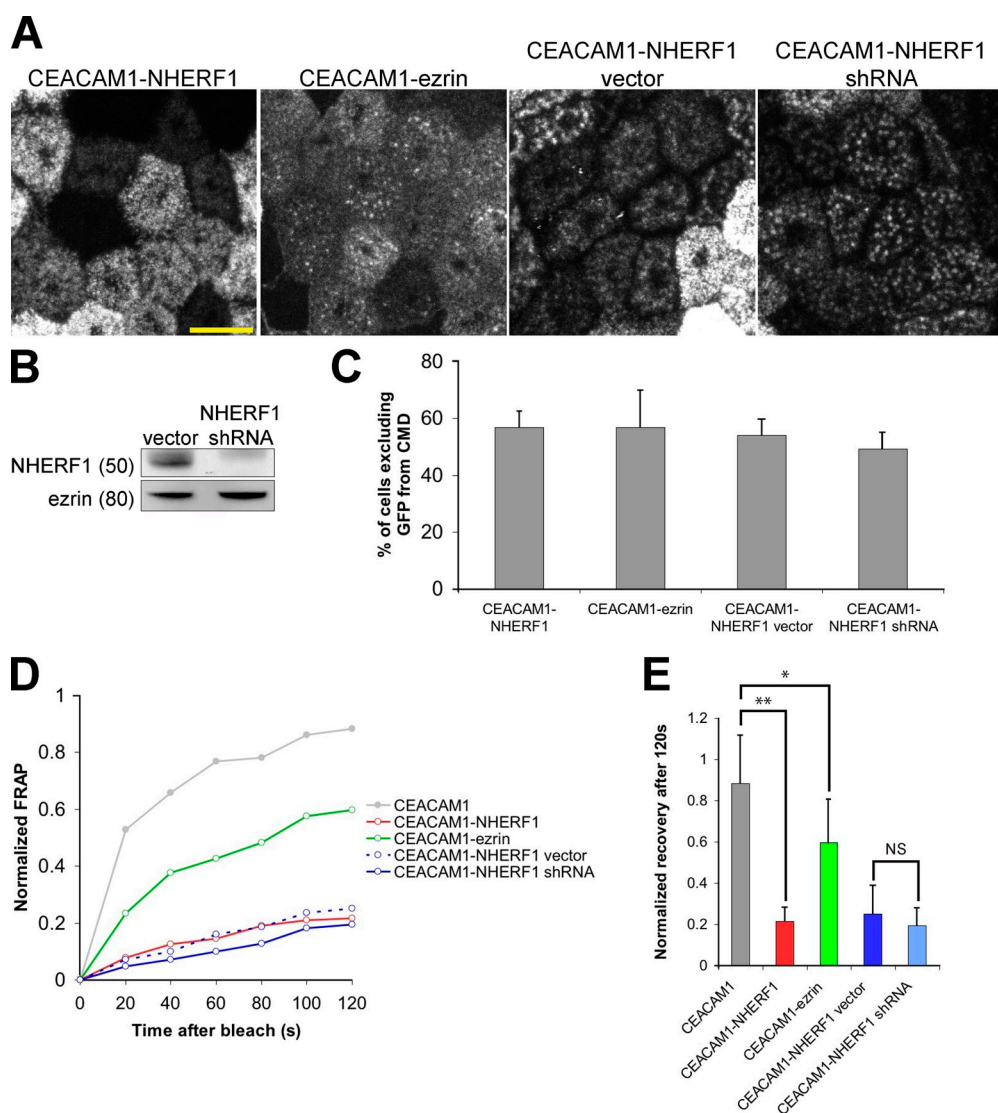 A
CEACAM1-NHERF1
CEACAM1-ezrin
CEACAM1-NHERF1
vector
CEACAM1-NHERF1
shRNA
B
vector
NHERF1
shRNA
NHERF1 (50)
ezrin (80)
C
% of cells excluding
GFP from CMD
80
60
40
20
0
CEACAM1-
NHERF1
CEACAM1-ezrin
CEACAM1-
NHERF1 vector
CEACAM1-
NHERF1 shRNA
D
Normalized FRAP
1
0.8
0.6
0.4
0.2
0
0 20 40 60 80 100 120
Time after bleach (s)
CEACAM1
CEACAM1-NHERF1
CEACAM1-ezrin
CEACAM1-NHERF1 vector
CEACAM1-NHERF1 shRNA
E
Normalized recovery after 120s
1.2
1
0.8
0.6
0.4
0.2
0
*
**
NS
CEACAM1
CEACAM1-NHERF1
CEACAM1-ezrin
CEACAM1-NHERF1 vector
CEACAM1-NHERF1 shRNA